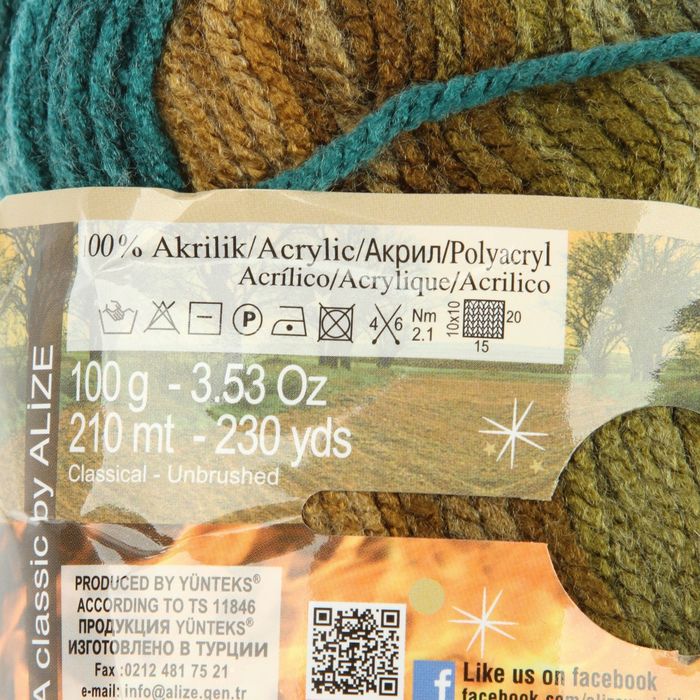 100% Akrilik/Acrylic/Акрил/Polyacryl
Acrílico/Acrylique/Acrilico
P
4 6
Nm
2.1
10x10
20
15
100 g - 3.53 Oz
210 mt - 230 yds
Classical - Unbrushed
A classic by ALİZE
PRODUCED BY YÜNTEKS®
ACCORDING TO TS 11846
ПРОДУКЦИЯ YÜNTEKS®
ИЗГОТОВЛЕНО В ТУРЦИИ
Fax :0212 481 75 21
e-mail: info@alize.gen.tr
f
Like us on facebook